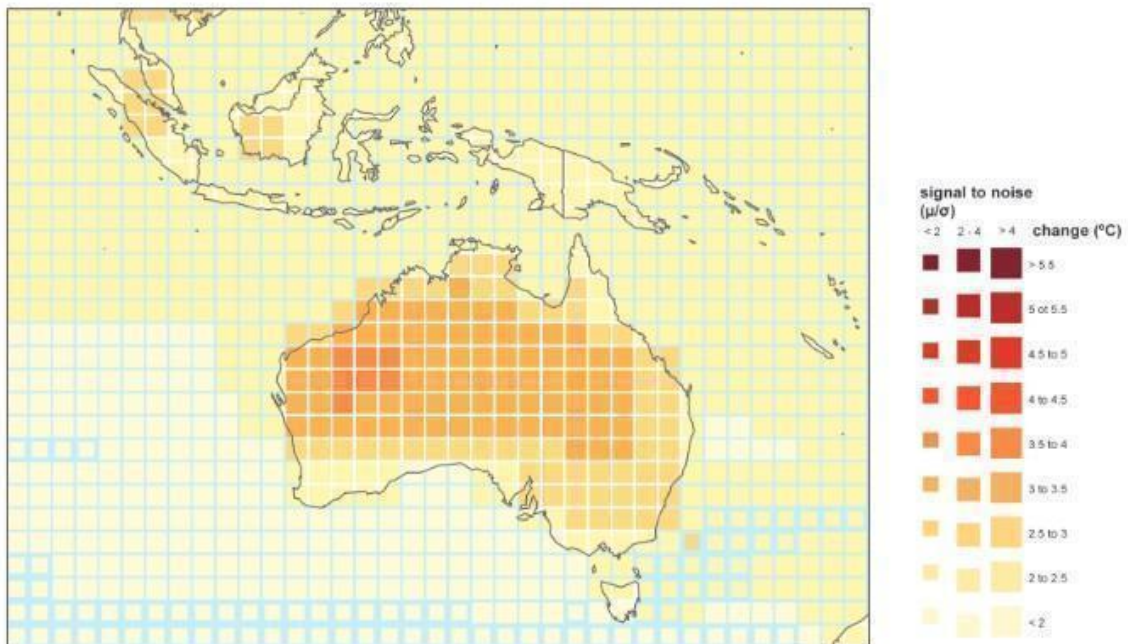 signal to noise
(μ/σ)
< 2 2 - 4 > 4 change (°C)
> 5.5
5 ot 5.5
4.5 to 5
4 to 4.5
3.5 to 4
3 to 3.5
2.5 to 3
2 to 2.5
< 2